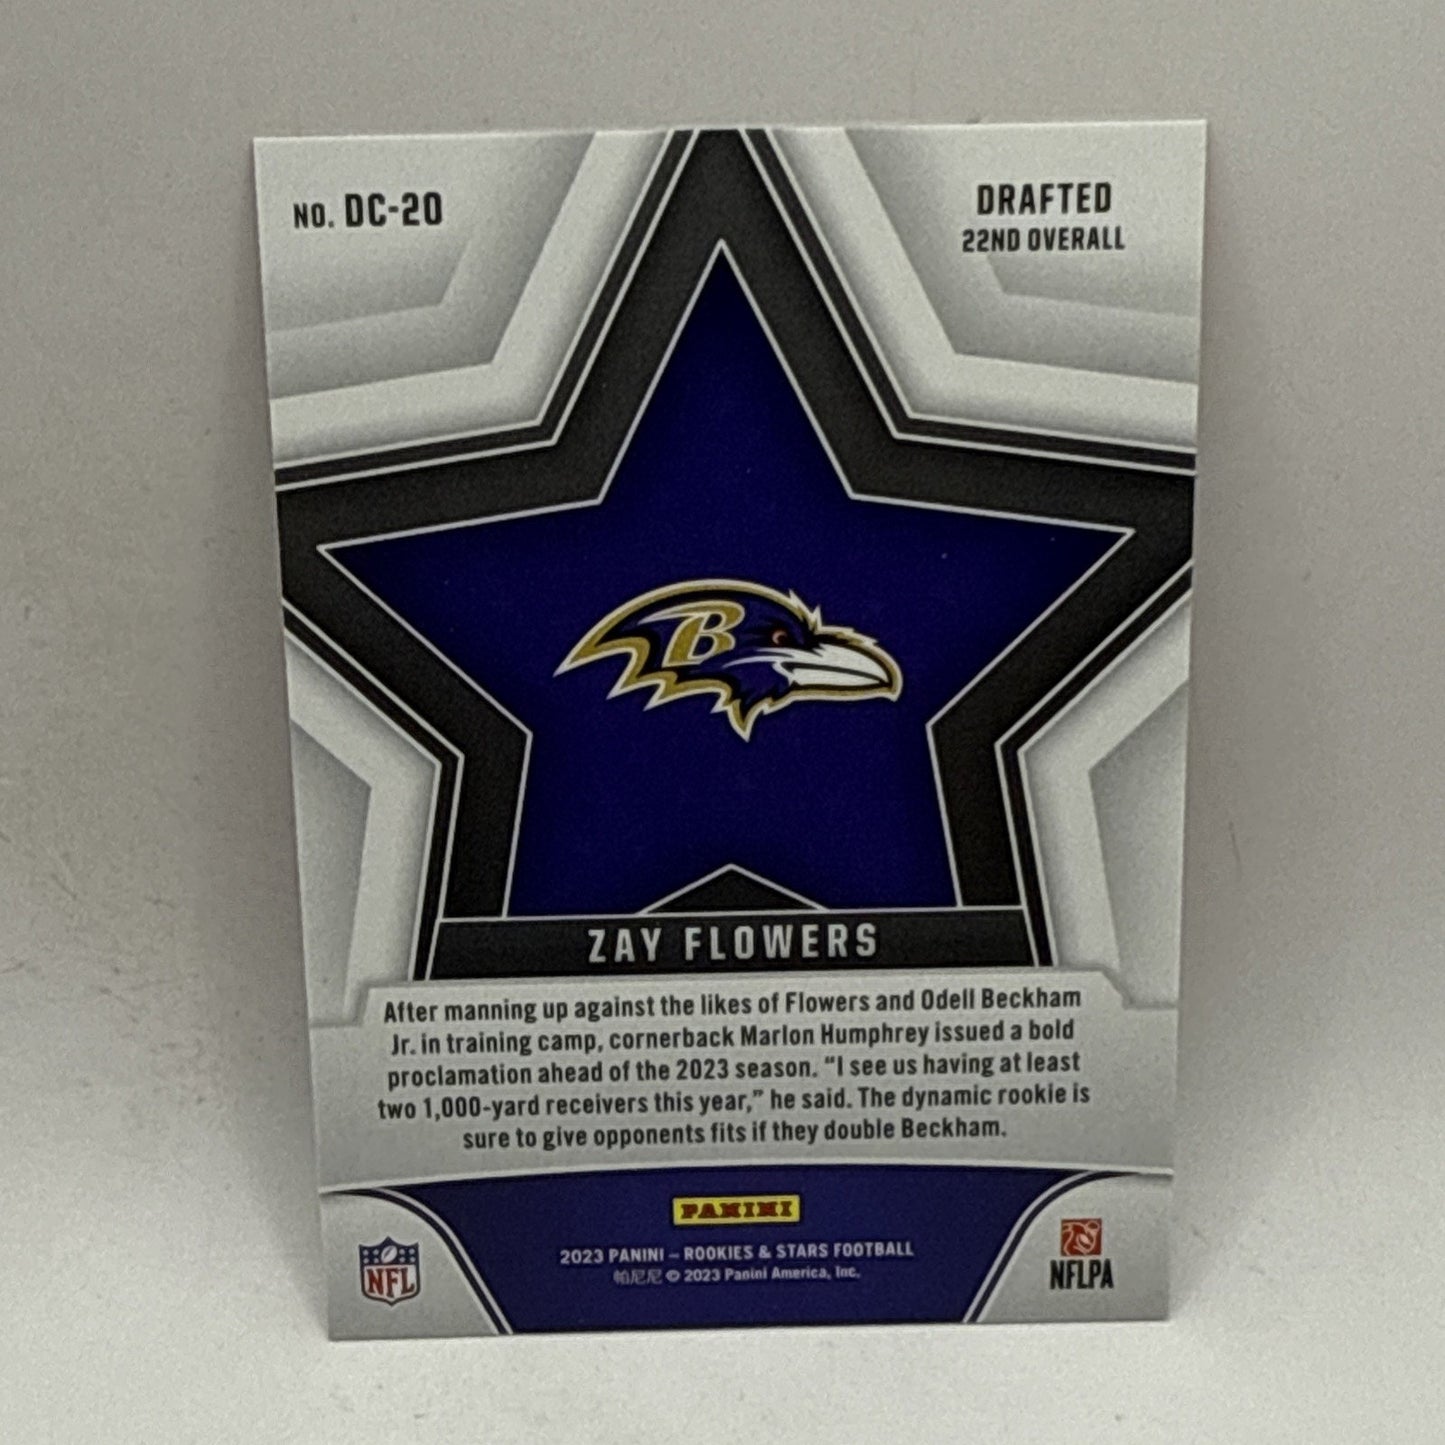 NO. DC-20
DRAFTED
22ND OVERALL
B
ZAY FLOWERS
After manning up against the likes of Flowers and Odell Beckham
Jr. in training camp, cornerback Marlon Humphrey issued a bold
proclamation ahead of the 2023 season. “I see us having at least
two 1,000-yard receivers this year,” he said. The dynamic rookie is
sure to give opponents fits if they double Beckham.
PANINI
2023 PANINI – ROOKIES & STARS FOOTBALL
帕尼尼 © 2023 Panini America, Inc.
NFL
NFLPA